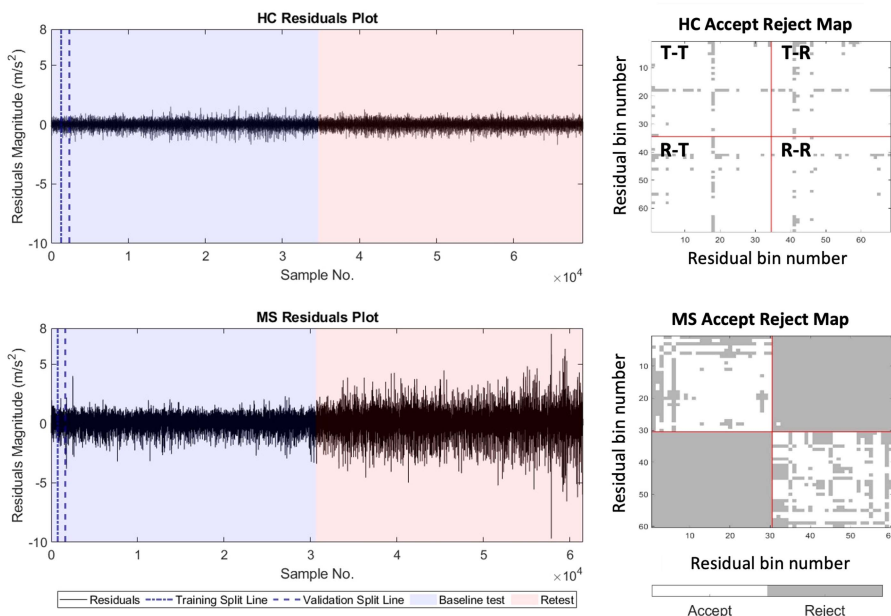 HC Residuals Plot
8
5
0
-5
-10
Residuals Magnitude (m/s²)
0
1
2
3
4
5
6
Sample No.
×10⁴
HC Accept Reject Map
T-T
T-R
R-T
R-R
10
20
30
40
50
60
Residual bin number
10
20
30
40
50
60
Residual bin number
MS Residuals Plot
8
5
0
-5
-10
Residuals Magnitude (m/s²)
0
1
2
3
4
5
6
Sample No.
×10⁴
MS Accept Reject Map
10
20
30
40
50
60
Residual bin number
10
20
30
40
50
60
Residual bin number
Residuals Training Split Line Validation Split Line Baseline test Retest
Accept Reject